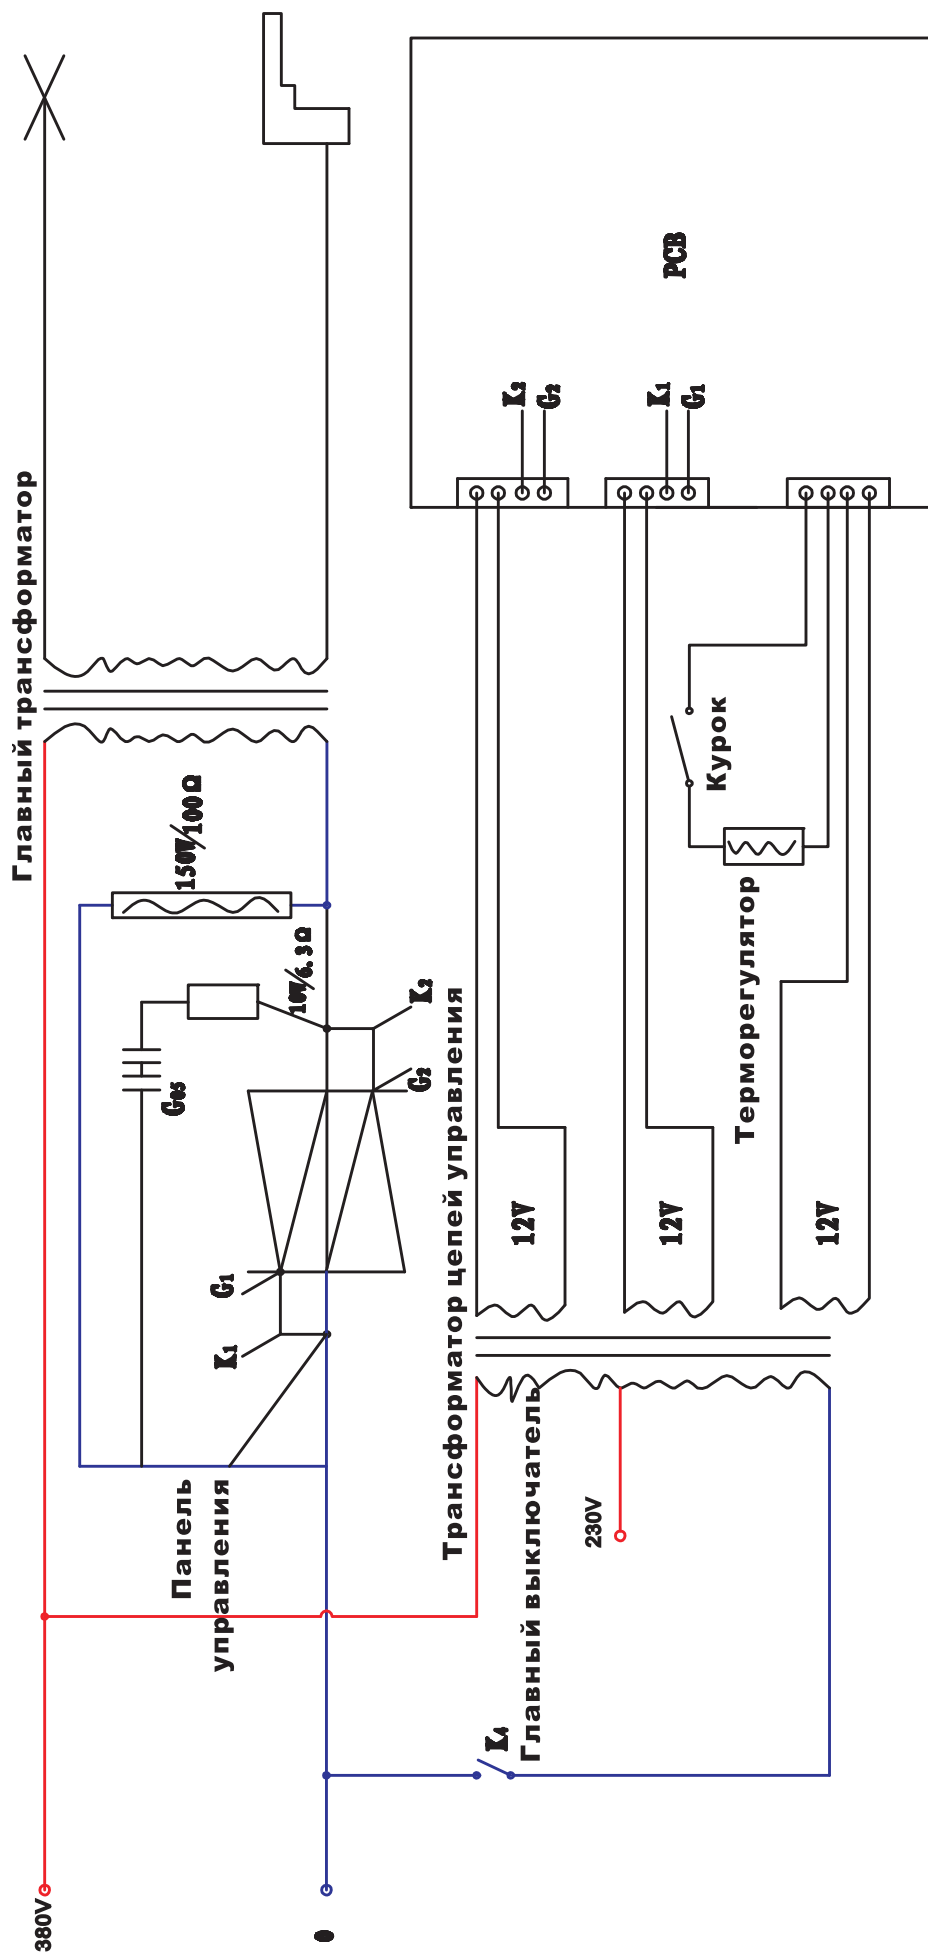 Главный трансформатор
150W/100Ω
10W/6.3Ω
G05
K2
G2
G1
K1
Панель
управления
380V
0
Трансформатор цепей управления
Главный выключатель
K4
230V
12V
12V
12V
Терморегулятор
Курок
K2
G2
K1
G1
PCB